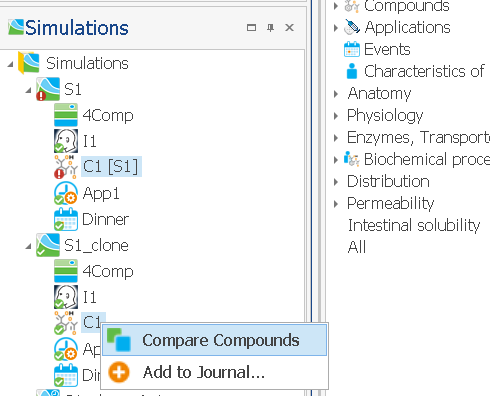 Simulations
Simulations
S1
4Comp
I1
C1 [S1]
App1
Dinner
S1_clone
4Comp
I1
C1
Compare Compounds
Add to Journal...
Compounds
Applications
Events
Characteristics of
Anatomy
Physiology
Enzymes, Transport
Biochemical proce
Distribution
Permeability
Intestinal solubility
All